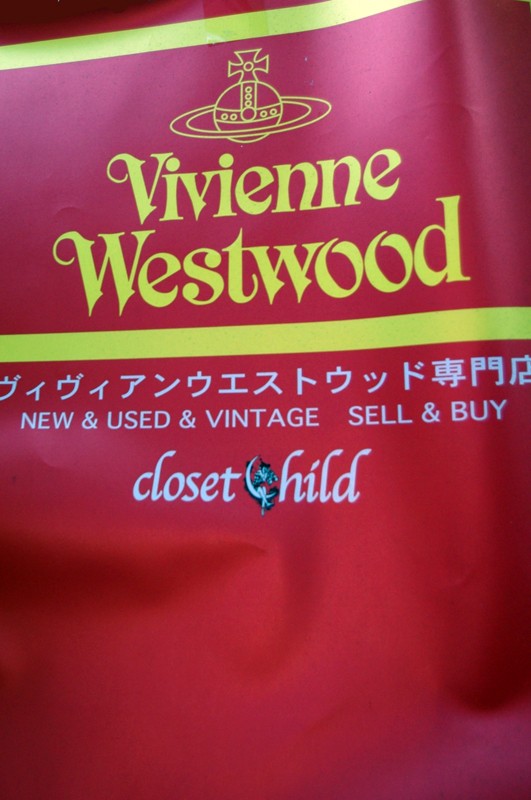 Vivienne
Westwood
ヴィヴィアンウエストウッド専門店
NEW & USED & VINTAGE SELL & BUY
closet Child